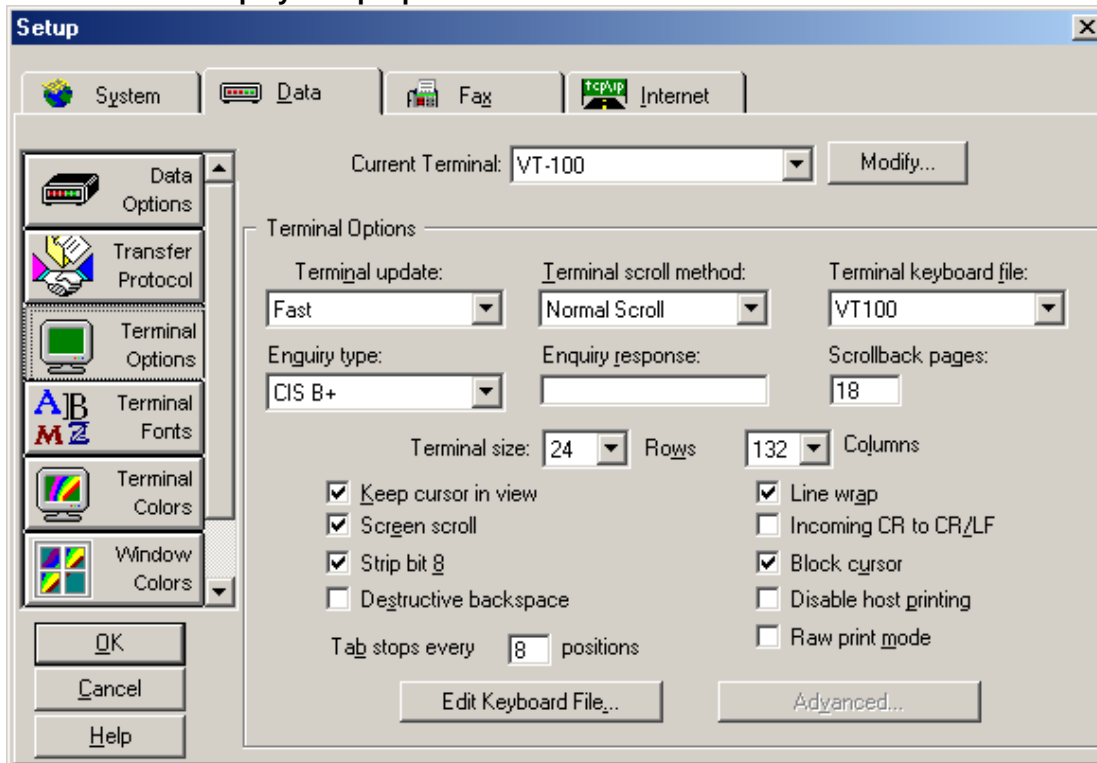 Setup
System
Data
Fax
tcp\ip
Internet
Data
Options
Transfer
Protocol
Terminal
Options
A B
M Z
Terminal
Fonts
Terminal
Colors
Window
Colors
OK
Cancel
Help
Current Terminal: VT-100
Modify...
Terminal Options
Terminal update:
Terminal scroll method:
Terminal keyboard file:
Fast
Normal Scroll
VT100
Enquiry type:
Enquiry response:
Scrollback pages:
CIS B+
18
Terminal size: 24 Rows 132 Columns
Keep cursor in view
Line wrap
Screen scroll
Incoming CR to CR/LF
Strip bit 8
Block cursor
Destructive backspace
Disable host printing
Tab stops every 8 positions
Raw print mode
Edit Keyboard File...
Advanced...